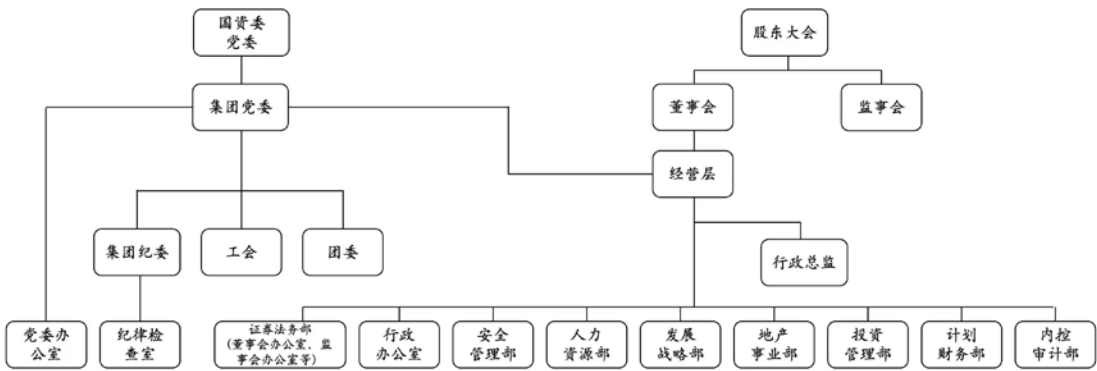 国资委
党委
股东大会
集团党委
董事会
监事会
经营层
集团纪委
工会
团委
行政总监
党委办
公室
纪律检
查室
证券法务部
(董事会办公室、监
事会办公室等)
行政
办公室
安全
管理部
人力
资源部
发展
战略部
地产
事业部
投资
管理部
计划
财务部
内控
审计部